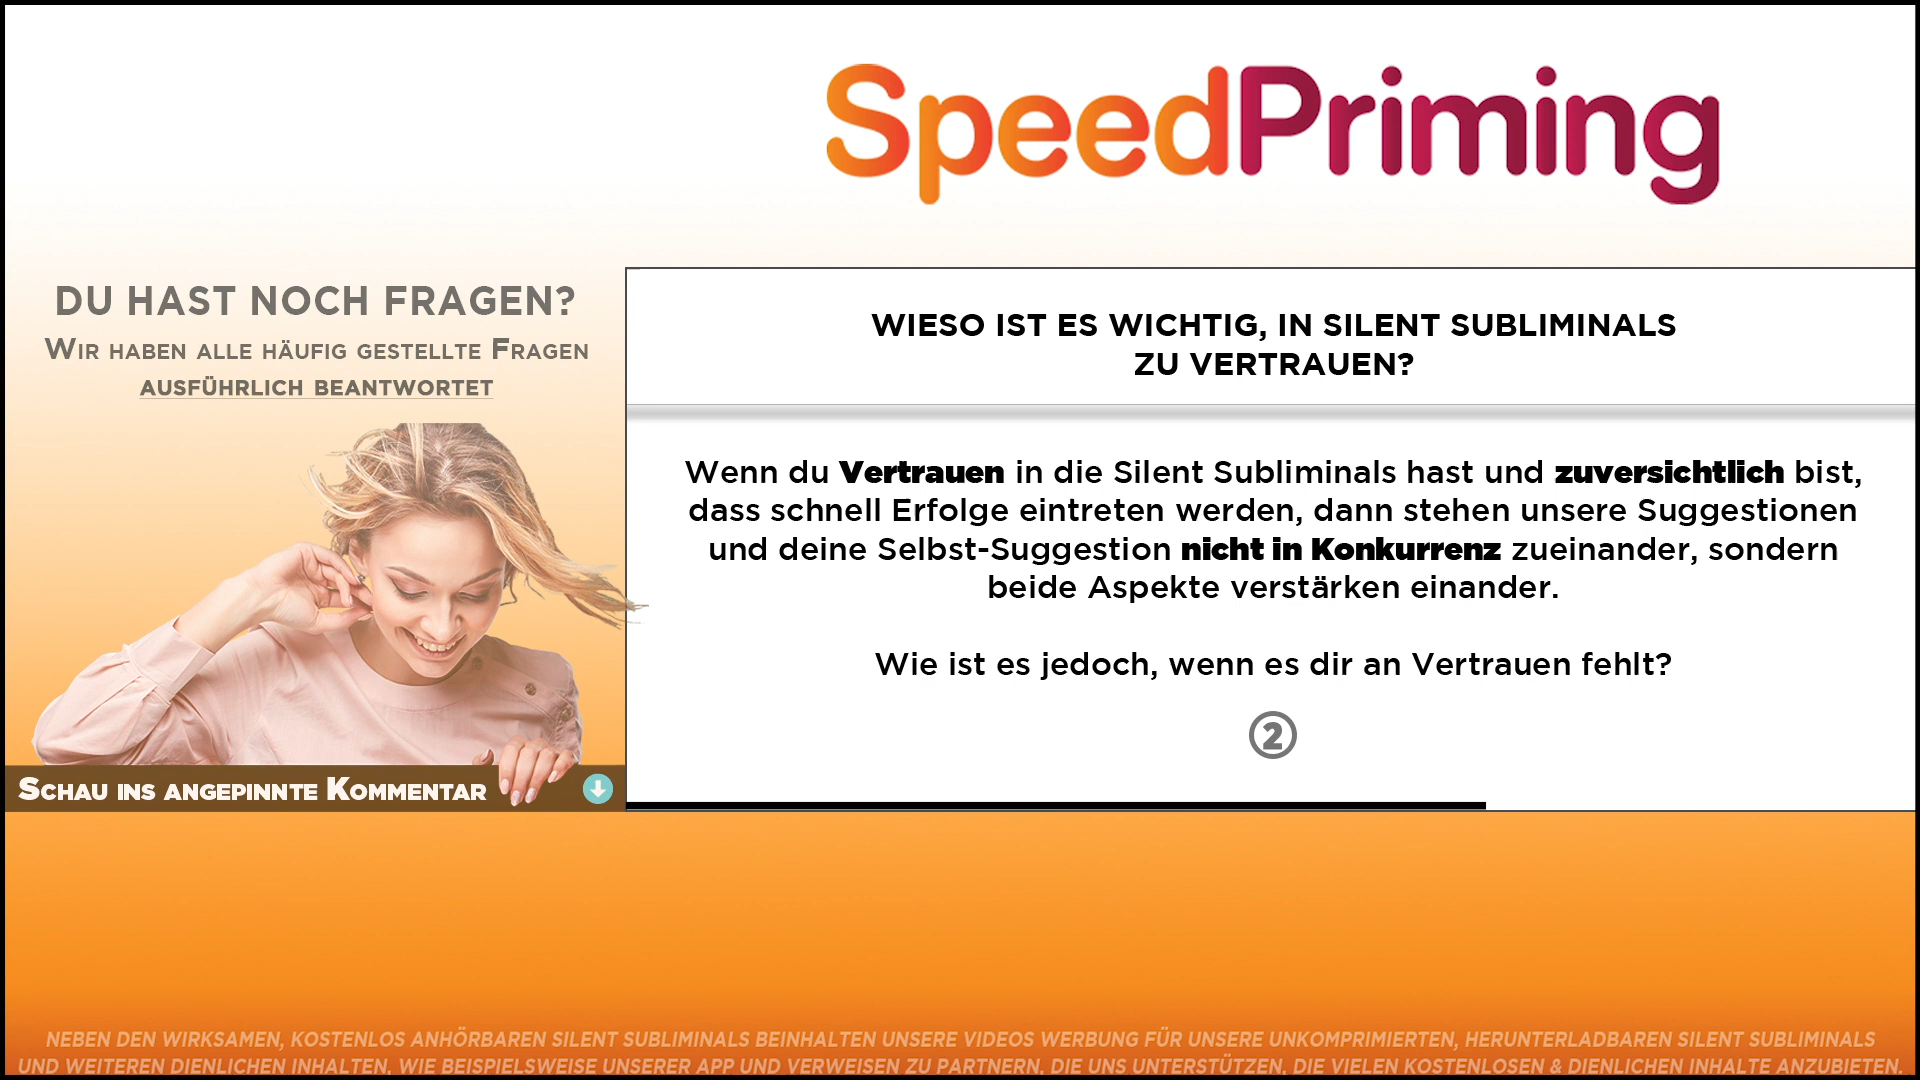 SpeedPriming
DU HAST NOCH FRAGEN?
WIR HABEN ALLE HÄUFIG GESTELLTE FRAGEN
AUSFÜHRLICH BEANTWORTET
SCHAU INS ANGEPINNTE KOMMENTAR
WIESO IST ES WICHTIG, IN SILENT SUBLIMINALS
ZU VERTRAUEN?
Wenn du Vertrauen in die Silent Subliminals hast und zuversichtlich bist,
dass schnell Erfolge eintreten werden, dann stehen unsere Suggestionen
und deine Selbst-Suggestion nicht in Konkurrenz zueinander, sondern
beide Aspekte verstärken einander.
Wie ist es jedoch, wenn es dir an Vertrauen fehlt?
2
NEBEN DEN WIRKSAMEN, KOSTENLOS ANHÖRBAREN SILENT SUBLIMINALS BEINHALTEN UNSERE VIDEOS WERBUNG FÜR UNSERE UNKOMPRIMIERTEN, HERUNTERLADBAREN SILENT SUBLIMINALS
UND WEITEREN DIENLICHEN INHALTEN, WIE BEISPIELSWEISE UNSERER APP UND VERWEISEN ZU PARTNERN, DIE UNS UNTERSTÜTZEN, DIE VIELEN KOSTENLOSEN & DIENLICHEN INHALTE ANZUBIETEN.